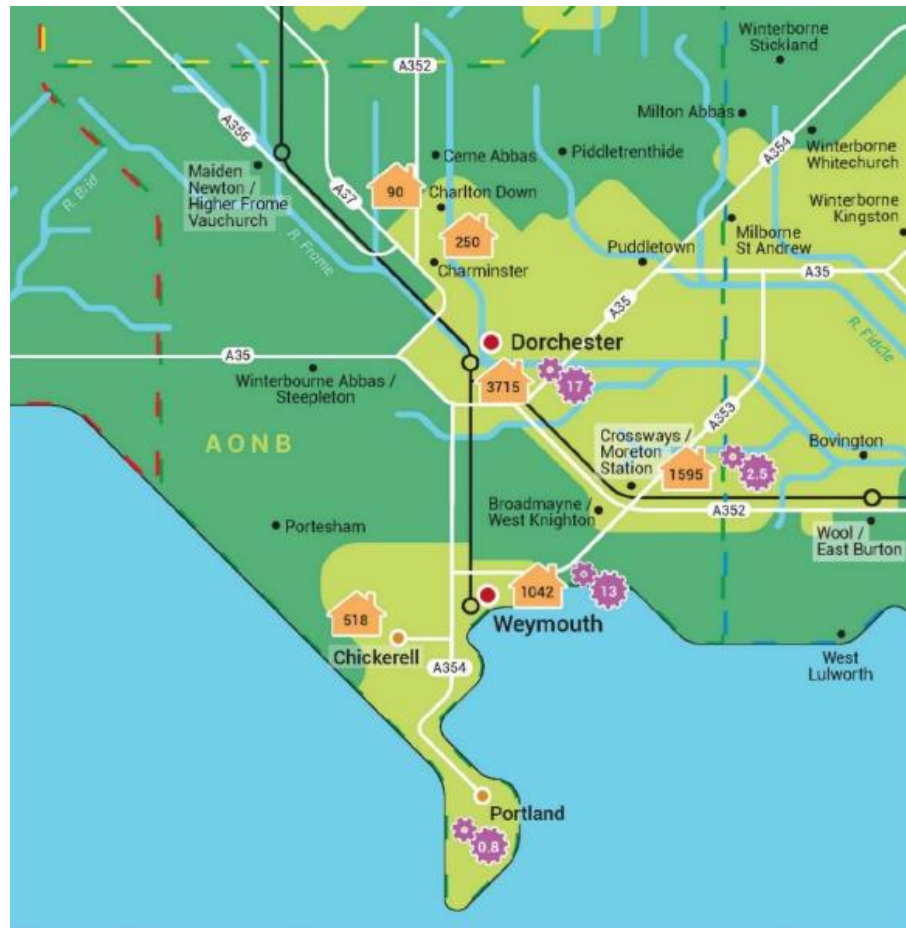 Winterborne
Stickland
A352
Milton Abbas
A356
A354
Winterborne
Whitechurch
Cerne Abbas
Piddletrenthide
Maiden
Newton /
Higher Frome
Vauchurch
R. Brid
A37
90
Charlton Down
Winterborne
Kingston
250
Milborne
St Andrew
R. Frome
Charminster
Puddletown
A35
A35
R. Fiddle
Dorchester
A35
Winterbourne Abbas /
Steepleton
3715
17
A353
AONB
Crossways /
Moreton
Station
Bovington
1595
2.5
Broadmayne /
West Knighton
A352
Portesham
Wool /
East Burton
1042
13
518
Weymouth
Chickerell
A354
West
Lulworth
Portland
0.8